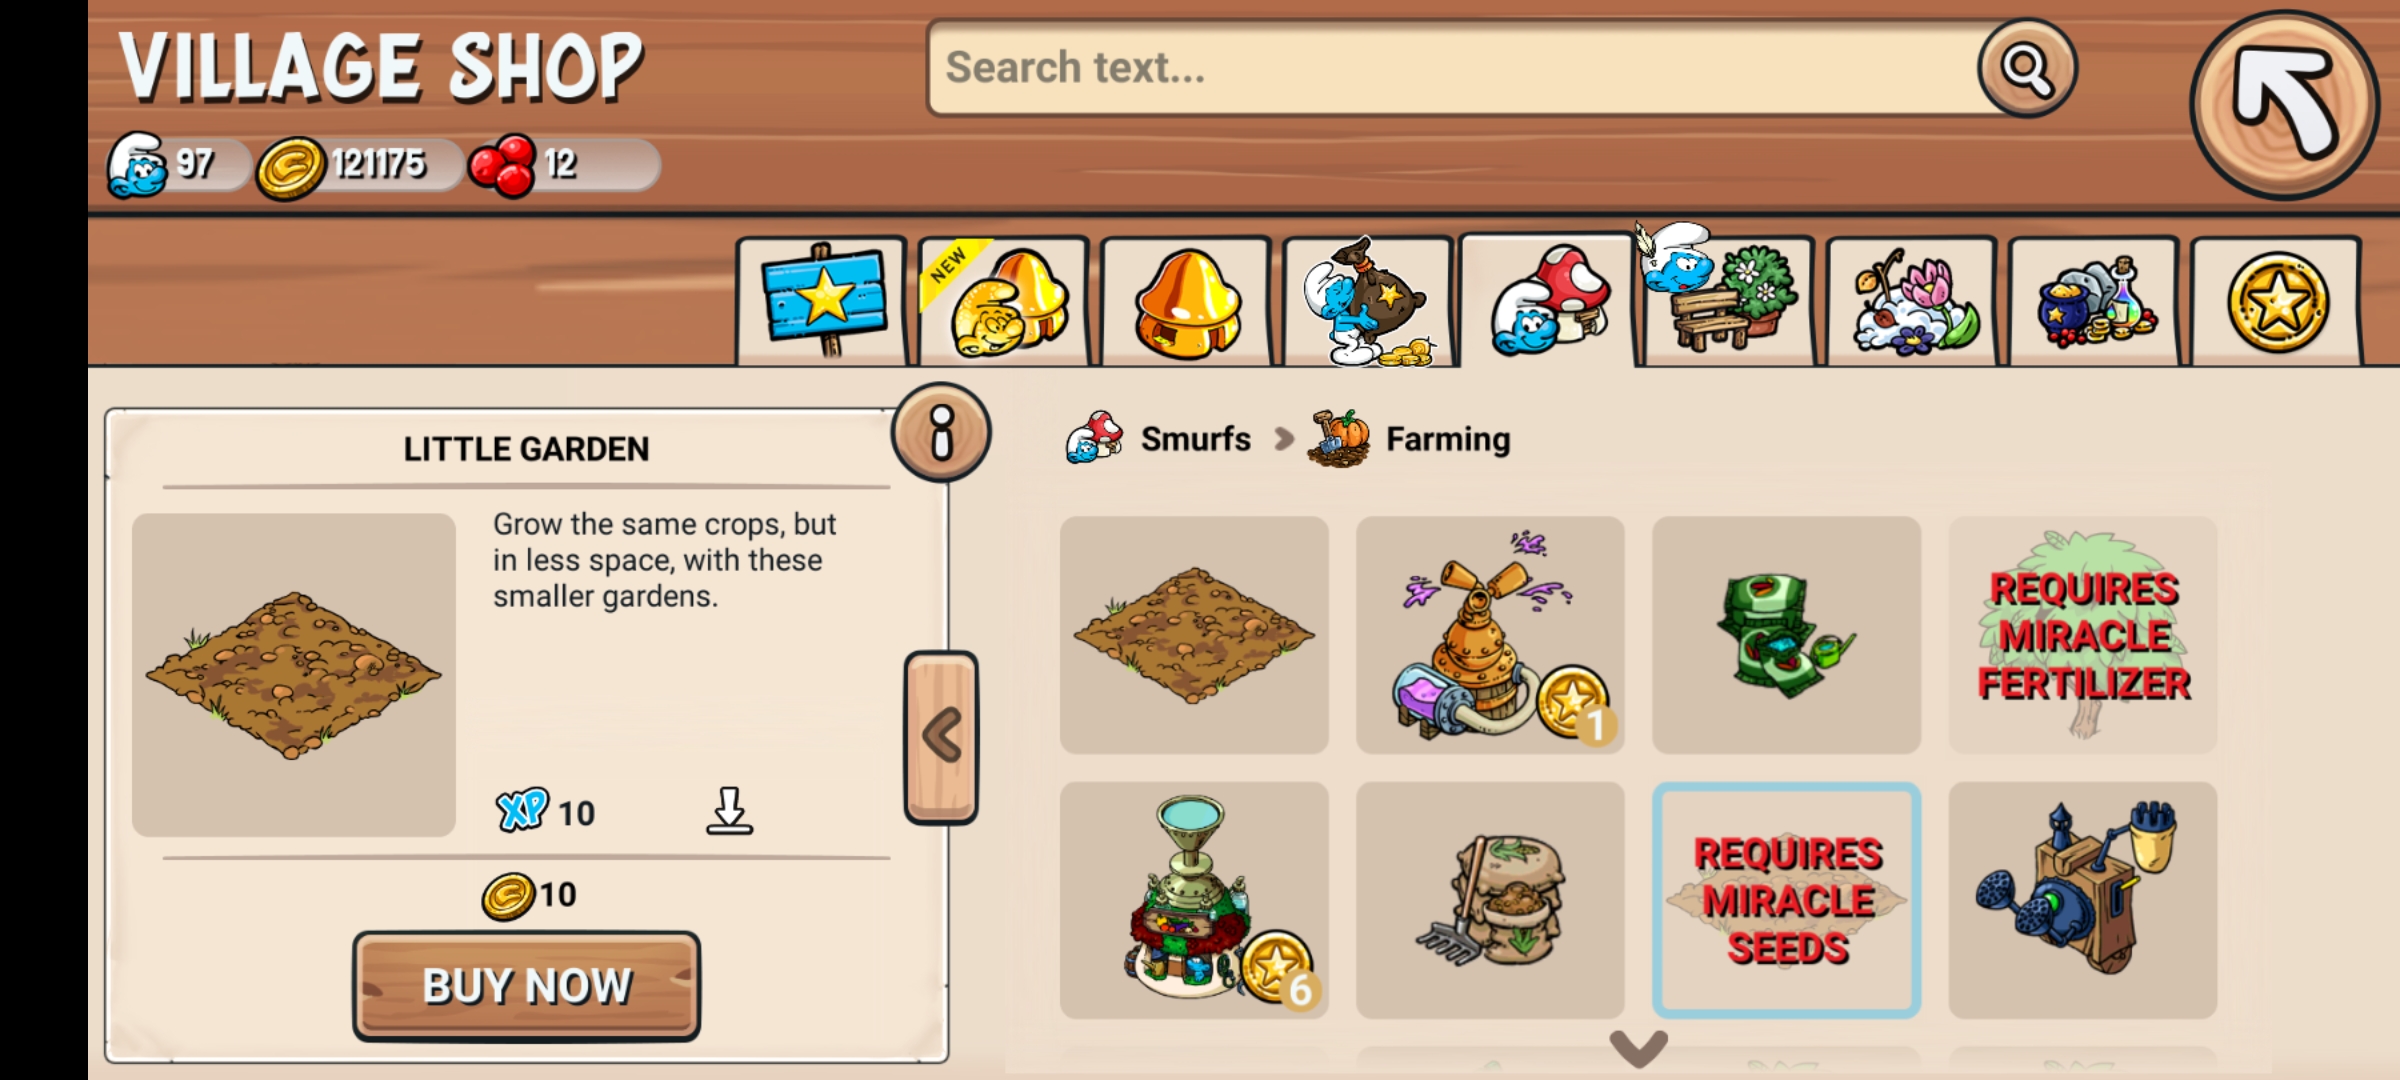 VILLAGE SHOP
Search text...
97
121175
12
NEW
LITTLE GARDEN
Grow the same crops, but
in less space, with these
smaller gardens.
XP 10
10
BUY NOW
Smurfs > Farming
1
REQUIRES
MIRACLE
FERTILIZER
6
REQUIRES
MIRACLE
SEEDS